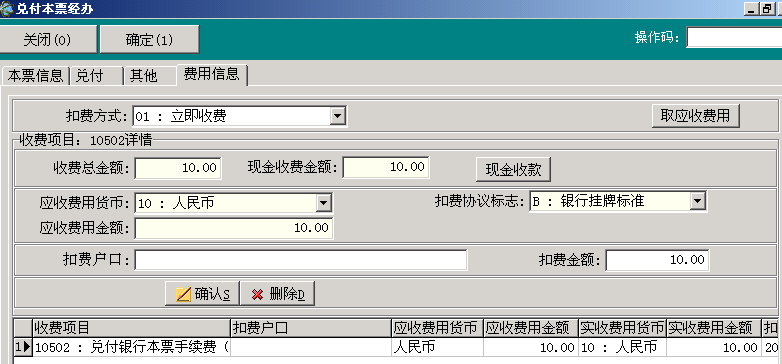 兑付本票经办
关闭(0) 确定(1) 操作码:
本票信息 兑付 其他 费用信息
扣费方式: 01 : 立即收费 取应收费用
收费项目: 10502详情
收费总金额: 10.00 现金收费金额: 10.00 现金收款
应收费用货币: 10 : 人民币 扣费协议标志: B : 银行挂牌标准
应收费用金额: 10.00
扣费户口: 扣费金额: 10.00
确认S 删除D
收费项目 扣费户口 应收费用货币 应收费用金额 实收费用货币 实收费用金额 扣
1 10502 : 兑付银行本票手续费 ( 人民币 10.00 10 : 人民币 10.00 20